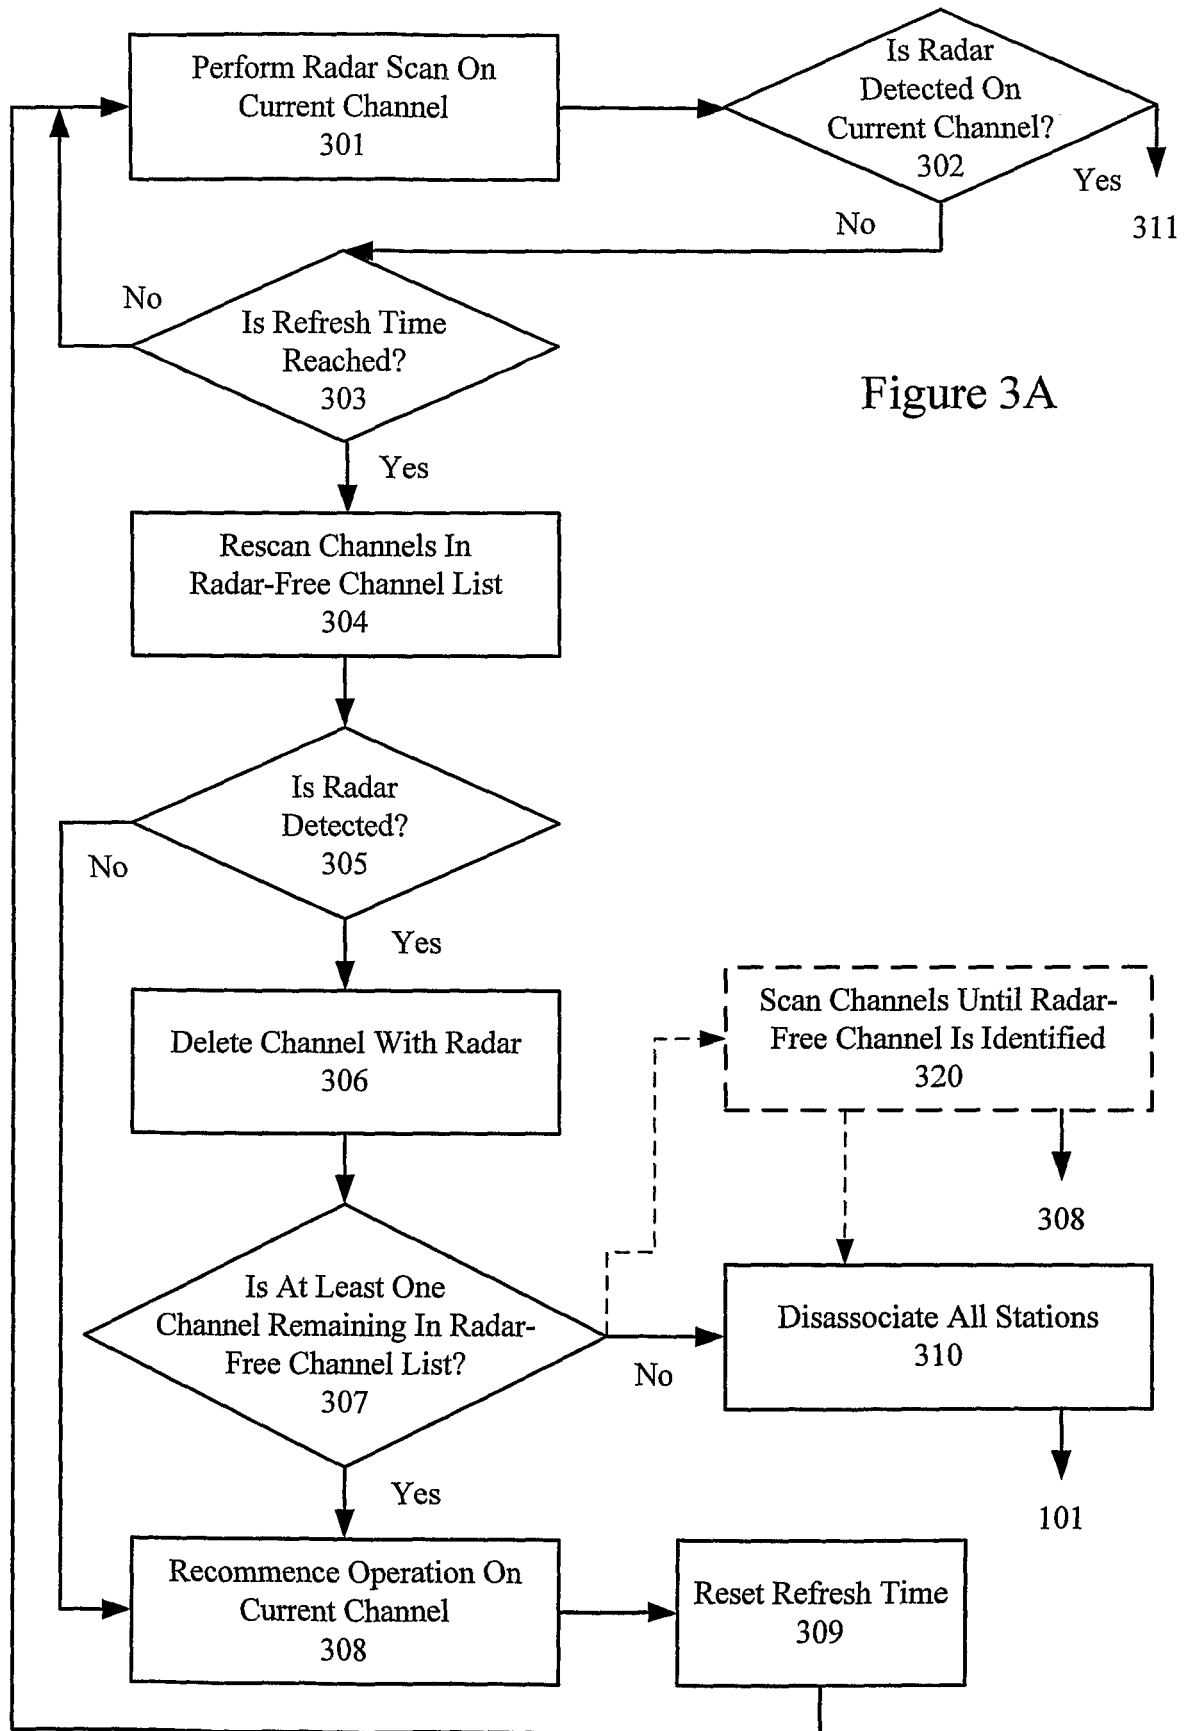 Perform Radar Scan On
Current Channel
301
Is Radar
Detected On
Current Channel?
302
Yes
311
No
No
Is Refresh Time
Reached?
303
Figure 3A
Yes
Rescan Channels In
Radar-Free Channel List
304
Is Radar
Detected?
305
No
Yes
Delete Channel With Radar
306
Scan Channels Until Radar-
Free Channel Is Identified
320
308
Is At Least One
Channel Remaining In Radar-
Free Channel List?
307
No
Disassociate All Stations
310
101
Yes
Recommence Operation On
Current Channel
308
Reset Refresh Time
309